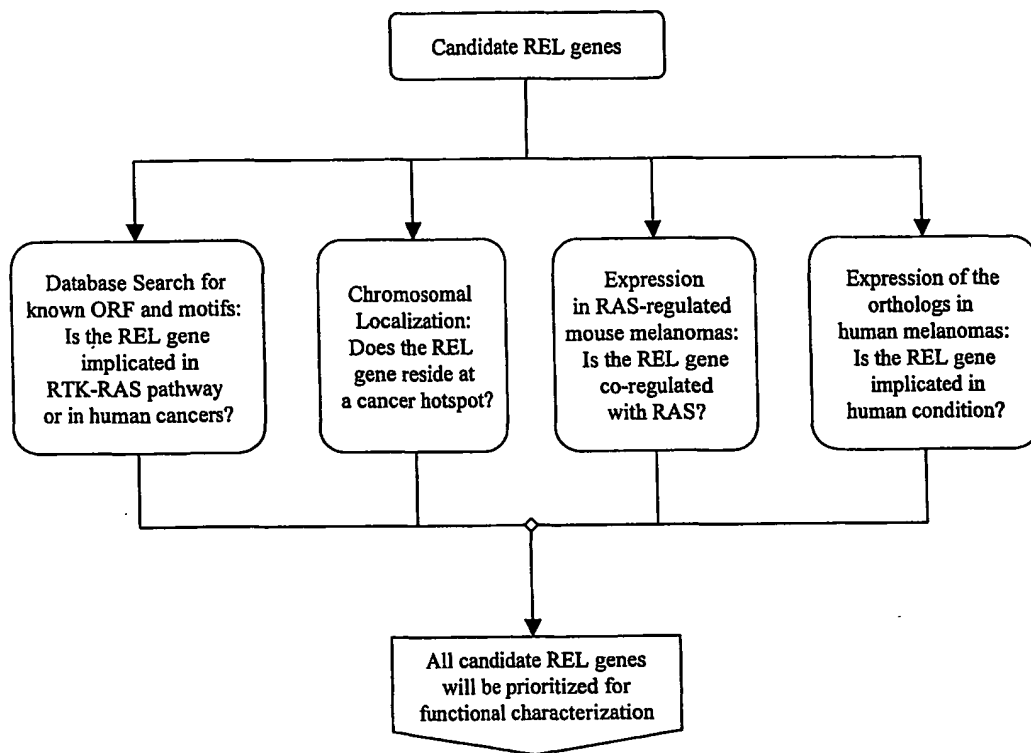 Candidate REL genes
Database Search for
known ORF and motifs:
Is the REL gene
implicated in
RTK-RAS pathway
or in human cancers?
Chromosomal
Localization:
Does the REL
gene reside at
a cancer hotspot?
Expression
in RAS-regulated
mouse melanomas:
Is the REL gene
co-regulated
with RAS?
Expression of the
orthologs in
human melanomas:
Is the REL gene
implicated in
human condition?
All candidate REL genes
will be prioritized for
functional characterization